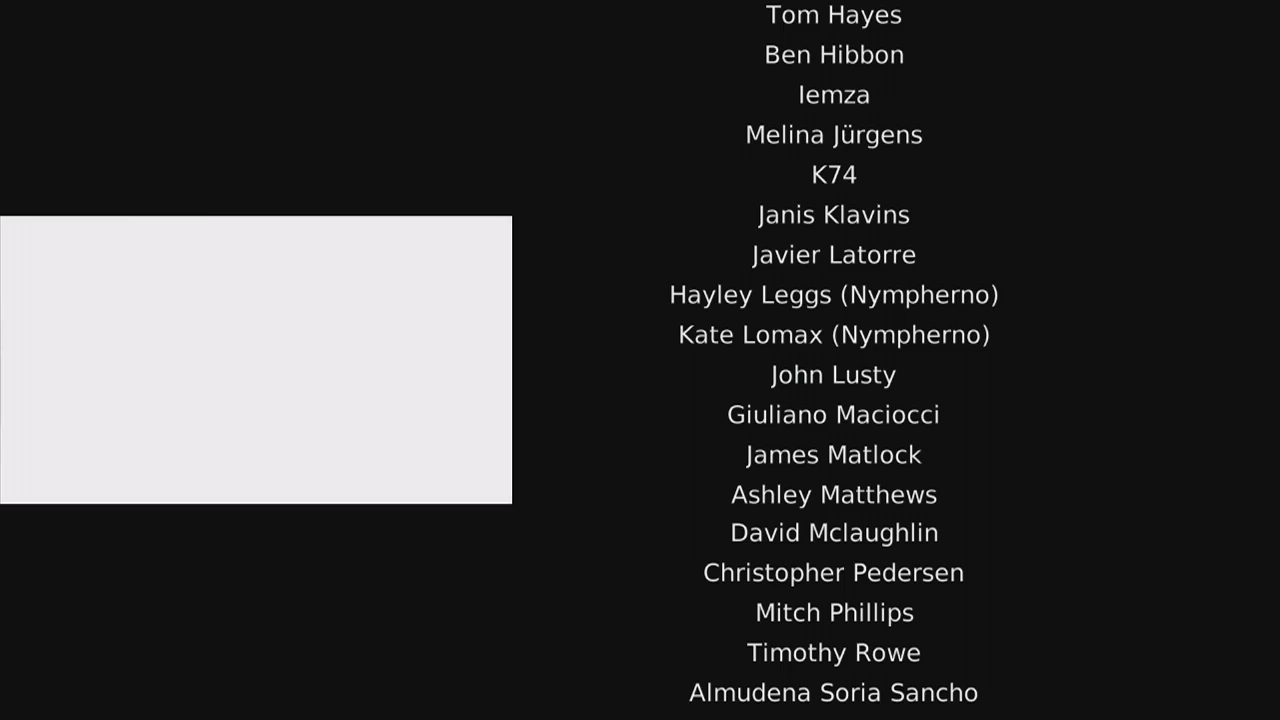 Tom Hayes
Ben Hibbon
Iemza
Melina Jürgens
K74
Janis Klavins
Javier Latorre
Hayley Leggs (Nympherno)
Kate Lomax (Nympherno)
John Lusty
Giuliano Maciocci
James Matlock
Ashley Matthews
David Mclaughlin
Christopher Pedersen
Mitch Phillips
Timothy Rowe
Almudena Soria Sancho